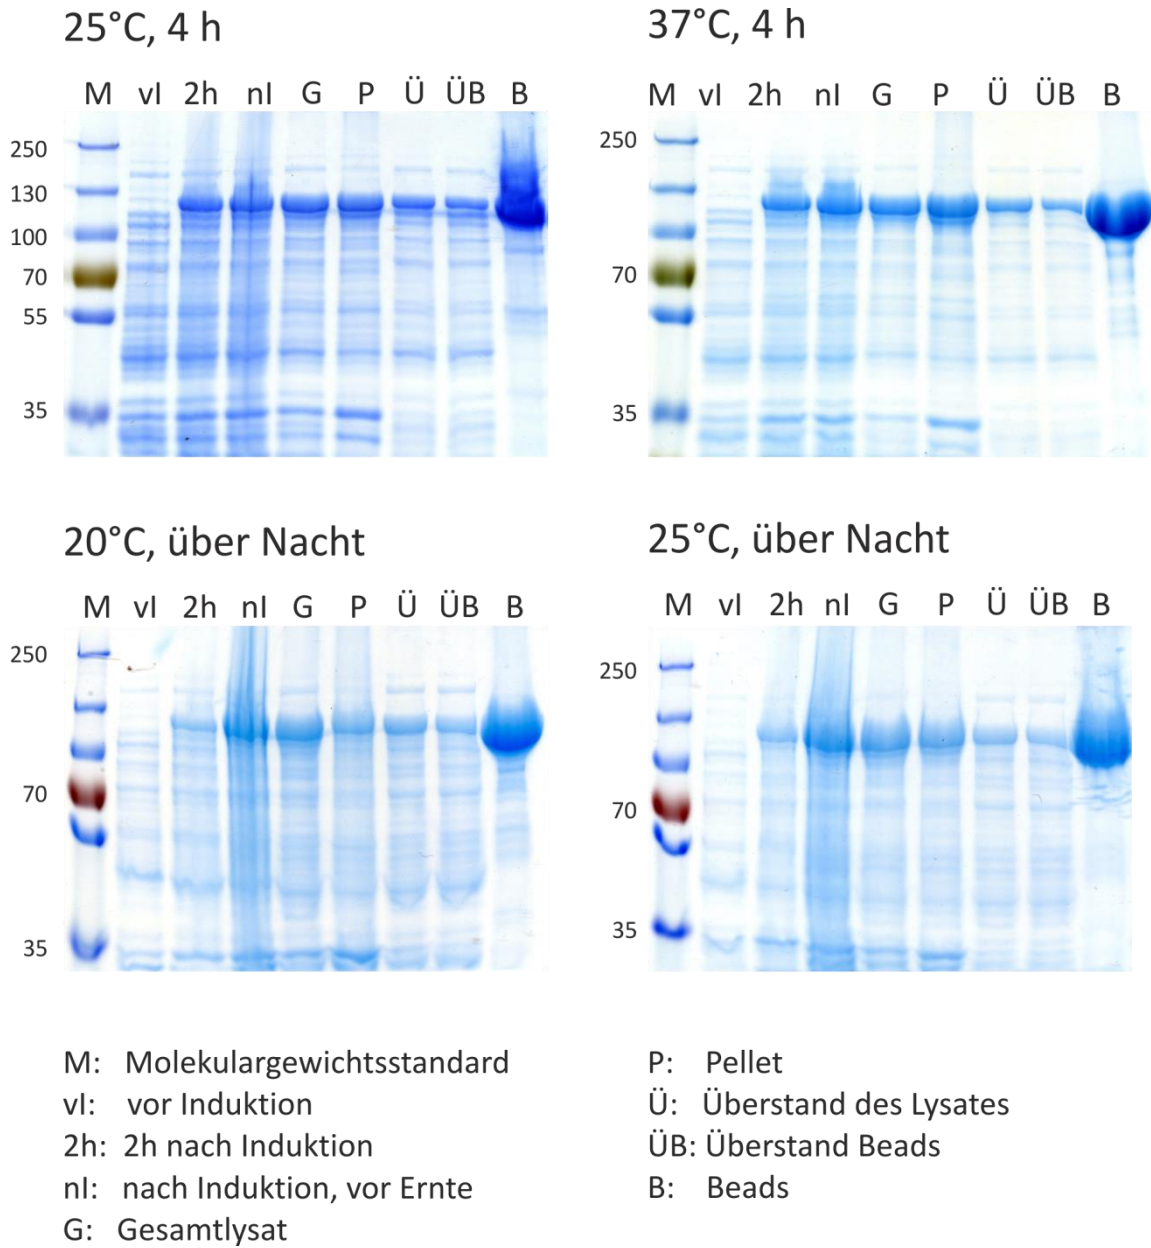 25°C, 4 h
M vI 2h nI G P Ü ÜB B
250
130
100
70
55
35
37°C, 4 h
M vI 2h nI G P Ü ÜB B
250
70
35
20°C, über Nacht
M vI 2h nI G P Ü ÜB B
250
70
35
25°C, über Nacht
M vI 2h nI G P Ü ÜB B
250
70
35
M: Molekulargewichtsstandard
vI: vor Induktion
2h: 2h nach Induktion
nI: nach Induktion, vor Ernte
G: Gesamtlysat
P: Pellet
Ü: Überstand des Lysates
ÜB: Überstand Beads
B: Beads